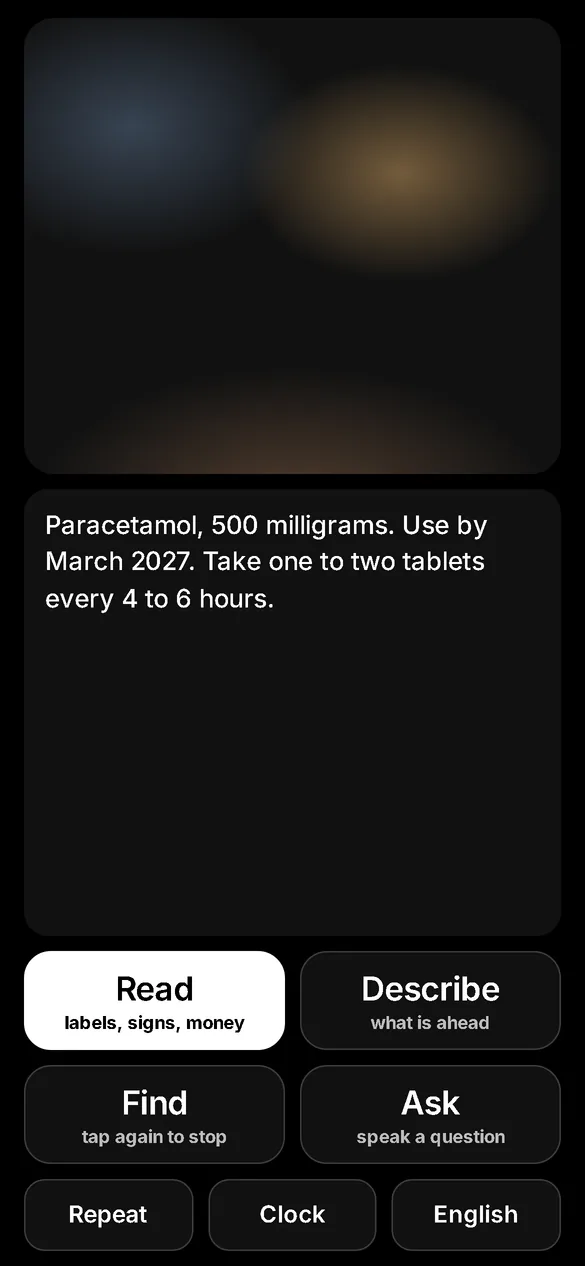 Paracetamol, 500 milligrams. Use by
March 2027. Take one to two tablets
every 4 to 6 hours.
Read
labels, signs, money
Describe
what is ahead
Find
tap again to stop
Ask
speak a question
Repeat
Clock
English